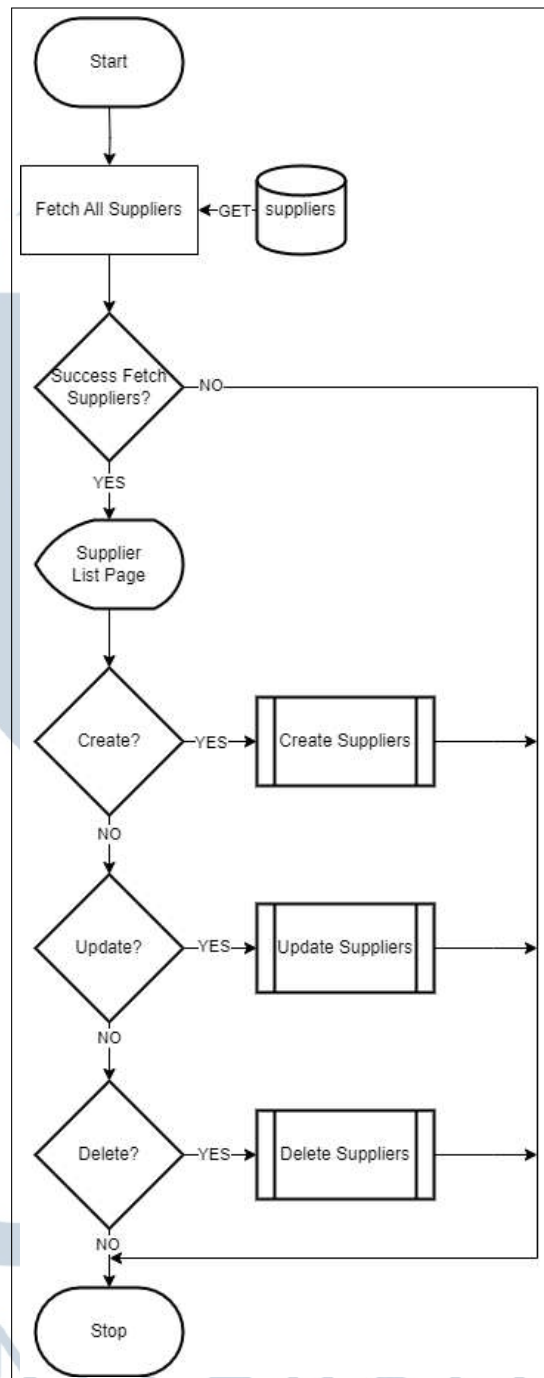 Start
Fetch All Suppliers
GET
suppliers
Success Fetch
Suppliers?
NO
YES
Supplier
List Page
Create?
YES
Create Suppliers
NO
Update?
YES
Update Suppliers
NO
Delete?
YES
Delete Suppliers
NO
Stop